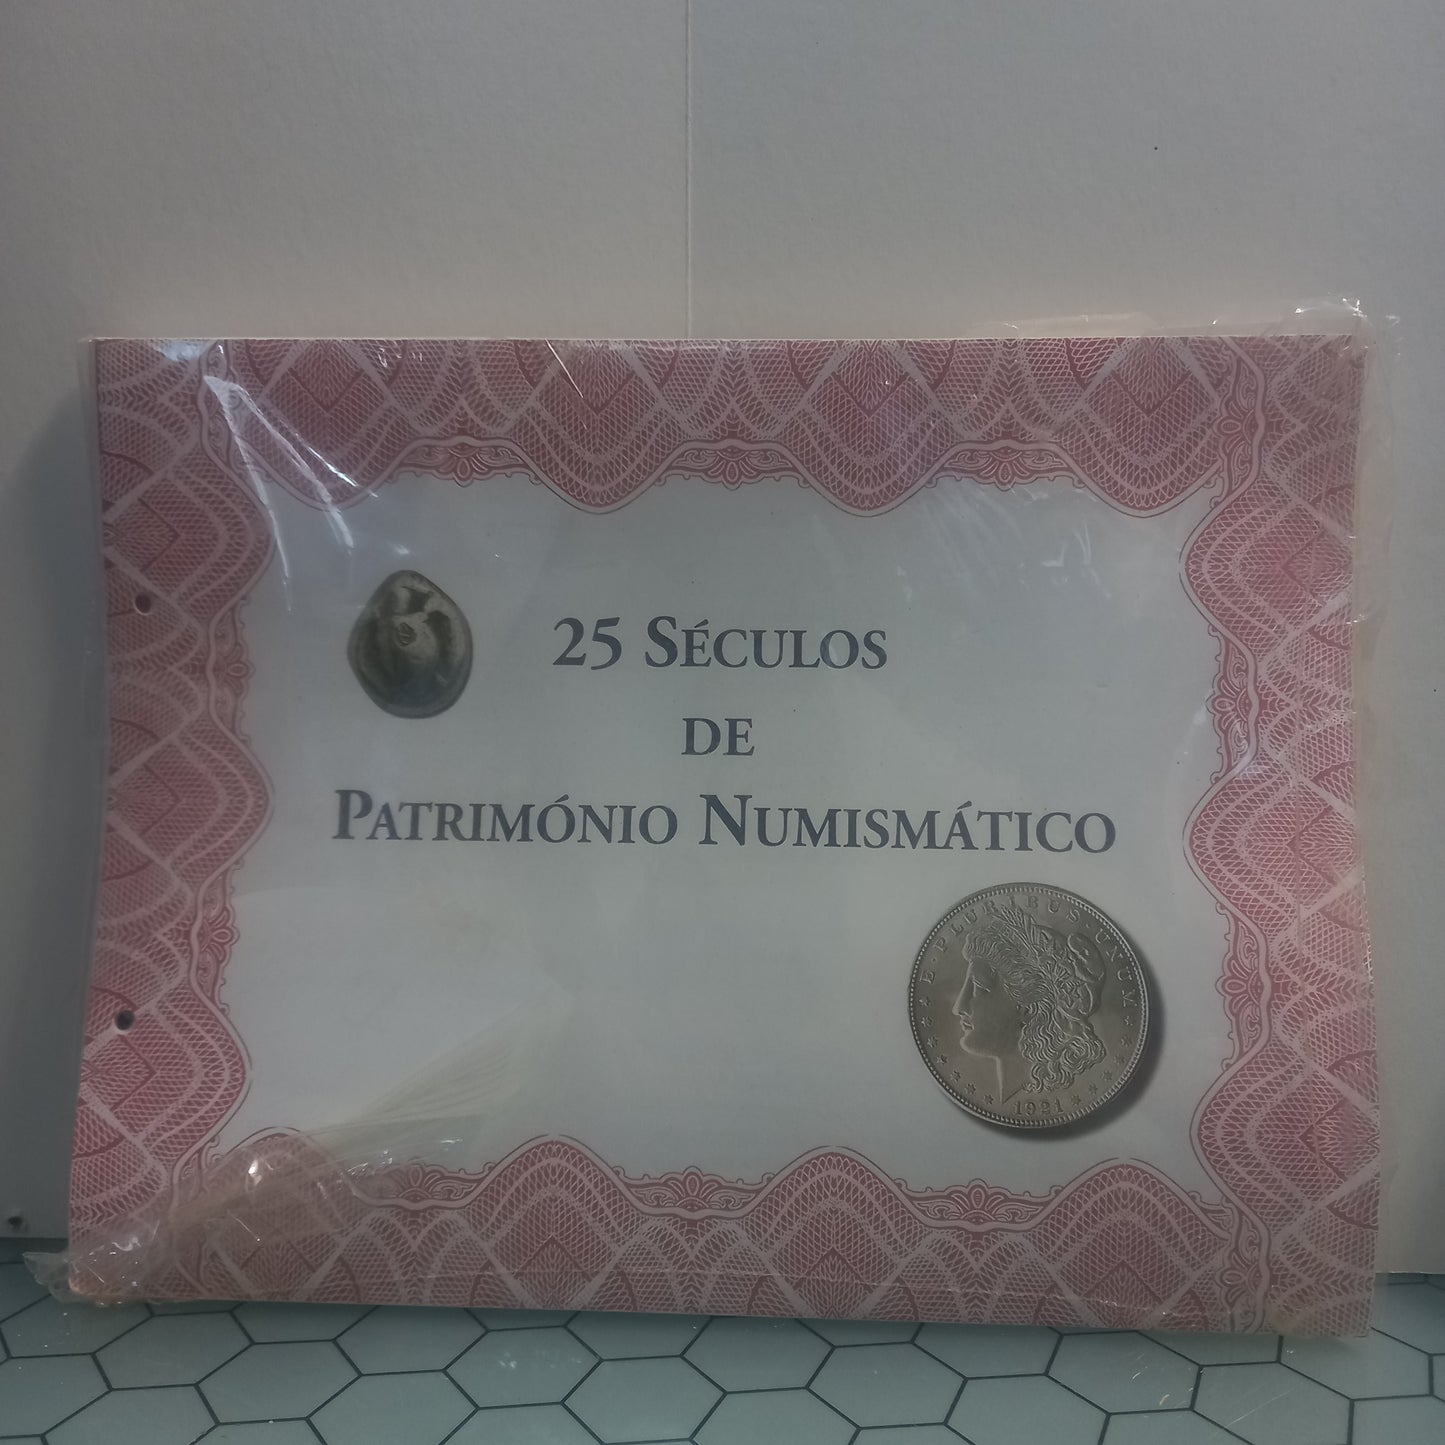 25 SÉCULOS
DE
PATRIMÓNIO NUMISMÁTICO
E · PLURIBUS · UNUM
1921